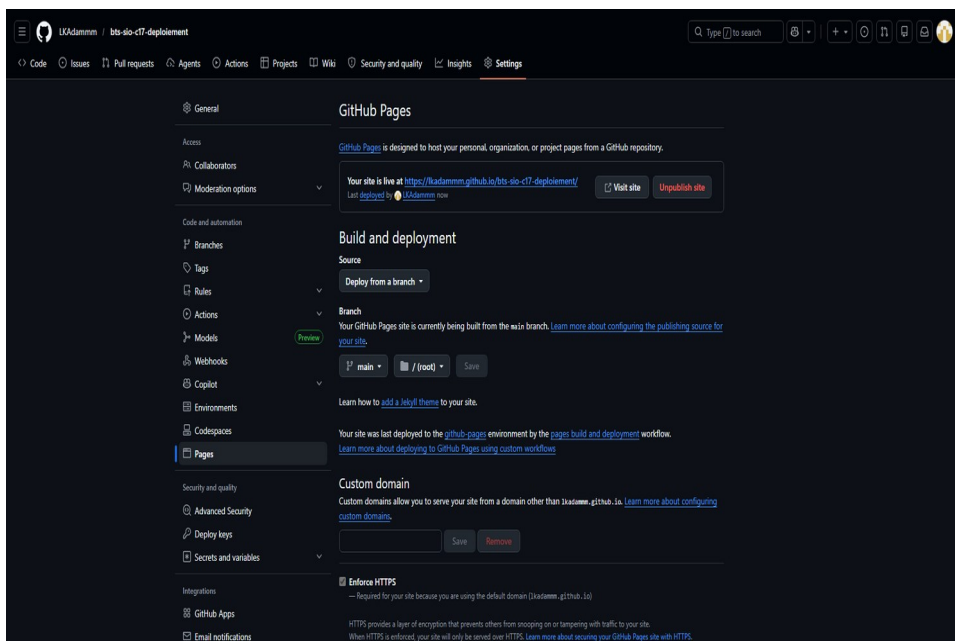 LKAdammm / bts-sio-c17-deploiement
Type / to search
Code Issues Pull requests Agents Actions Projects Wiki Security and quality Insights Settings
General
Access
Collaborators
Moderation options
Code and automation
Branches
Tags
Rules
Actions
Models Preview
Webhooks
Copilot
Environments
Codespaces
Pages
Security and quality
Advanced Security
Deploy keys
Secrets and variables
Integrations
GitHub Apps
Email notifications
GitHub Pages
GitHub Pages is designed to host your personal, organization, or project pages from a GitHub repository.
Your site is live at https://lkadammm.github.io/bts-sio-c17-deploiement/
Last deployed by LKAdammm now
Visit site
Unpublish site
Build and deployment
Source
Deploy from a branch
Branch
Your GitHub Pages site is currently being built from the main branch. Learn more about configuring the publishing source for
your site.
main / (root) Save
Learn how to add a Jekyll theme to your site.
Your site was last deployed to the github-pages environment by the pages build and deployment workflow.
Learn more about deploying to GitHub Pages using custom workflows
Custom domain
Custom domains allow you to serve your site from a domain other than lkadammm.github.io. Learn more about configuring
custom domains.
Save Remove
Enforce HTTPS
— Required for your site because you are using the default domain (lkadammm.github.io)
HTTPS provides a layer of encryption that prevents others from snooping on or tampering with traffic to your site.
When HTTPS is enforced, your site will only be served over HTTPS. Learn more about securing your GitHub Pages site with HTTPS.